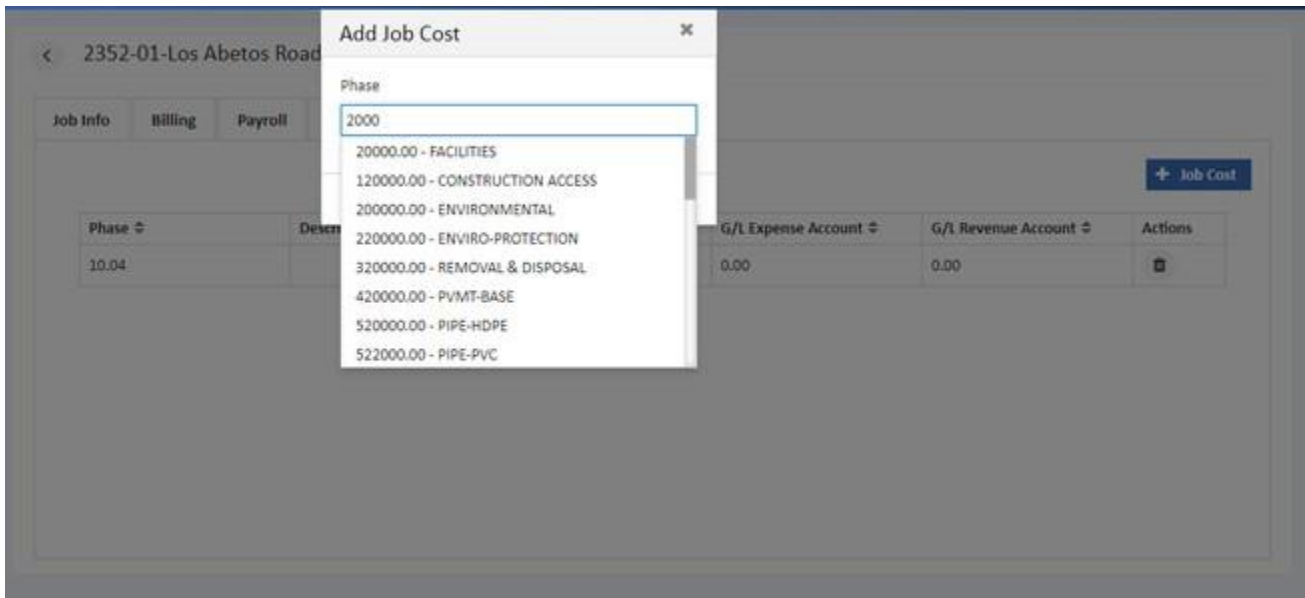 Add Job Cost
2352-01-Los Abetos Road
Phase
Job Info Billing Payroll
2000
20000.00 - FACILITIES
120000.00 - CONSTRUCTION ACCESS
200000.00 - ENVIRONMENTAL
220000.00 - ENVIRO-PROTECTION
320000.00 - REMOVAL & DISPOSAL
420000.00 - PVMT-BASE
520000.00 - PIPE-HDPE
522000.00 - PIPE-PVC
+ Job Cost
Phase G/L Expense Account G/L Revenue Account Actions
10.04 0.00 0.00